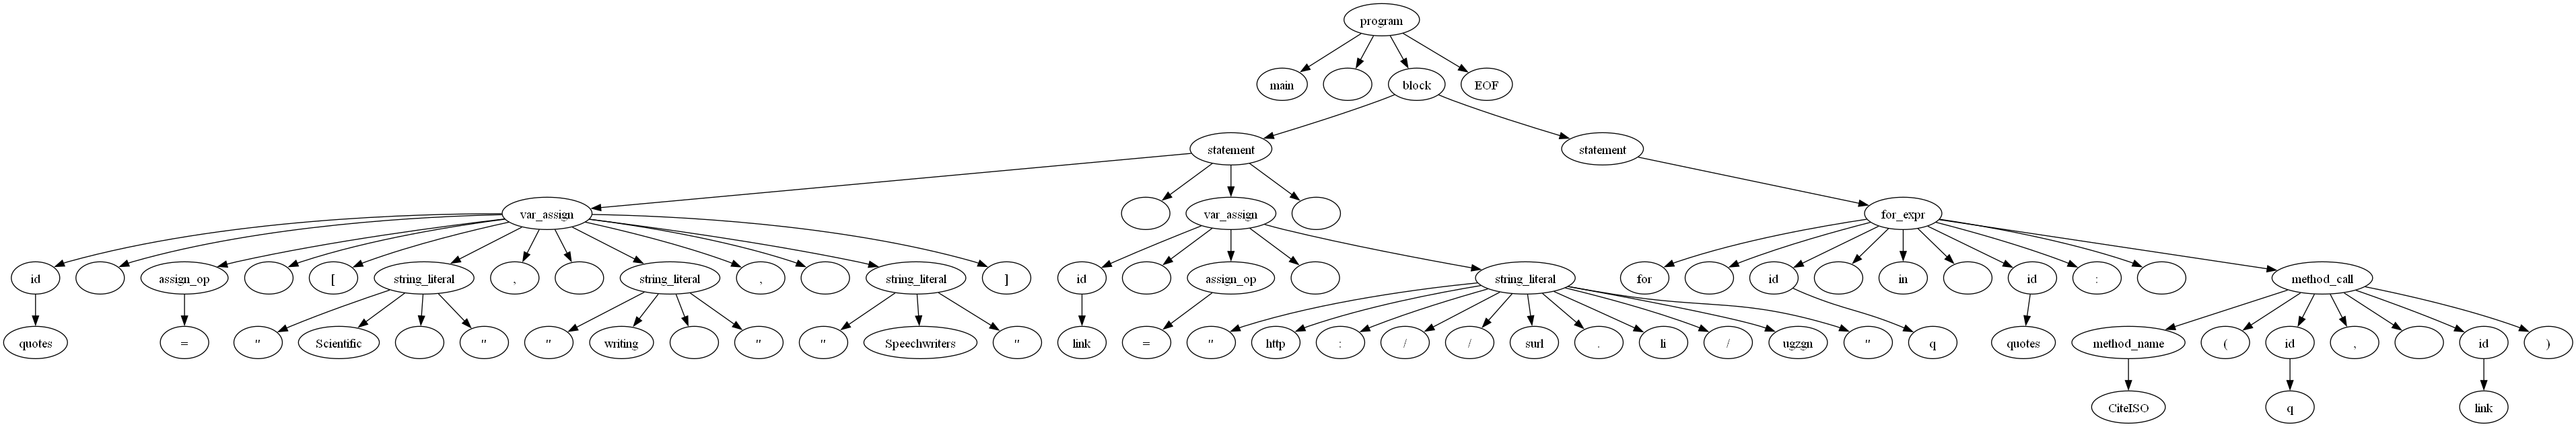 program
main block EOF
statement statement
var_assign var_assign for_expr
id assign_op [ string_literal , string_literal , string_literal ] id assign_op string_literal for id in id : method_call
quotes = " Scientific " " writing " " Speechwriters " link = " http : / / surl . li / ugzgn " q quotes method_name ( id , id )
CiteISO q link